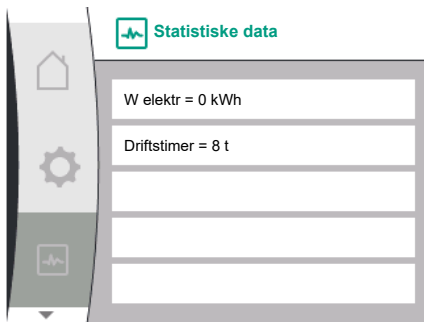 Statistiske data
W elektr = 0 kWh
Driftstimer = 8 t